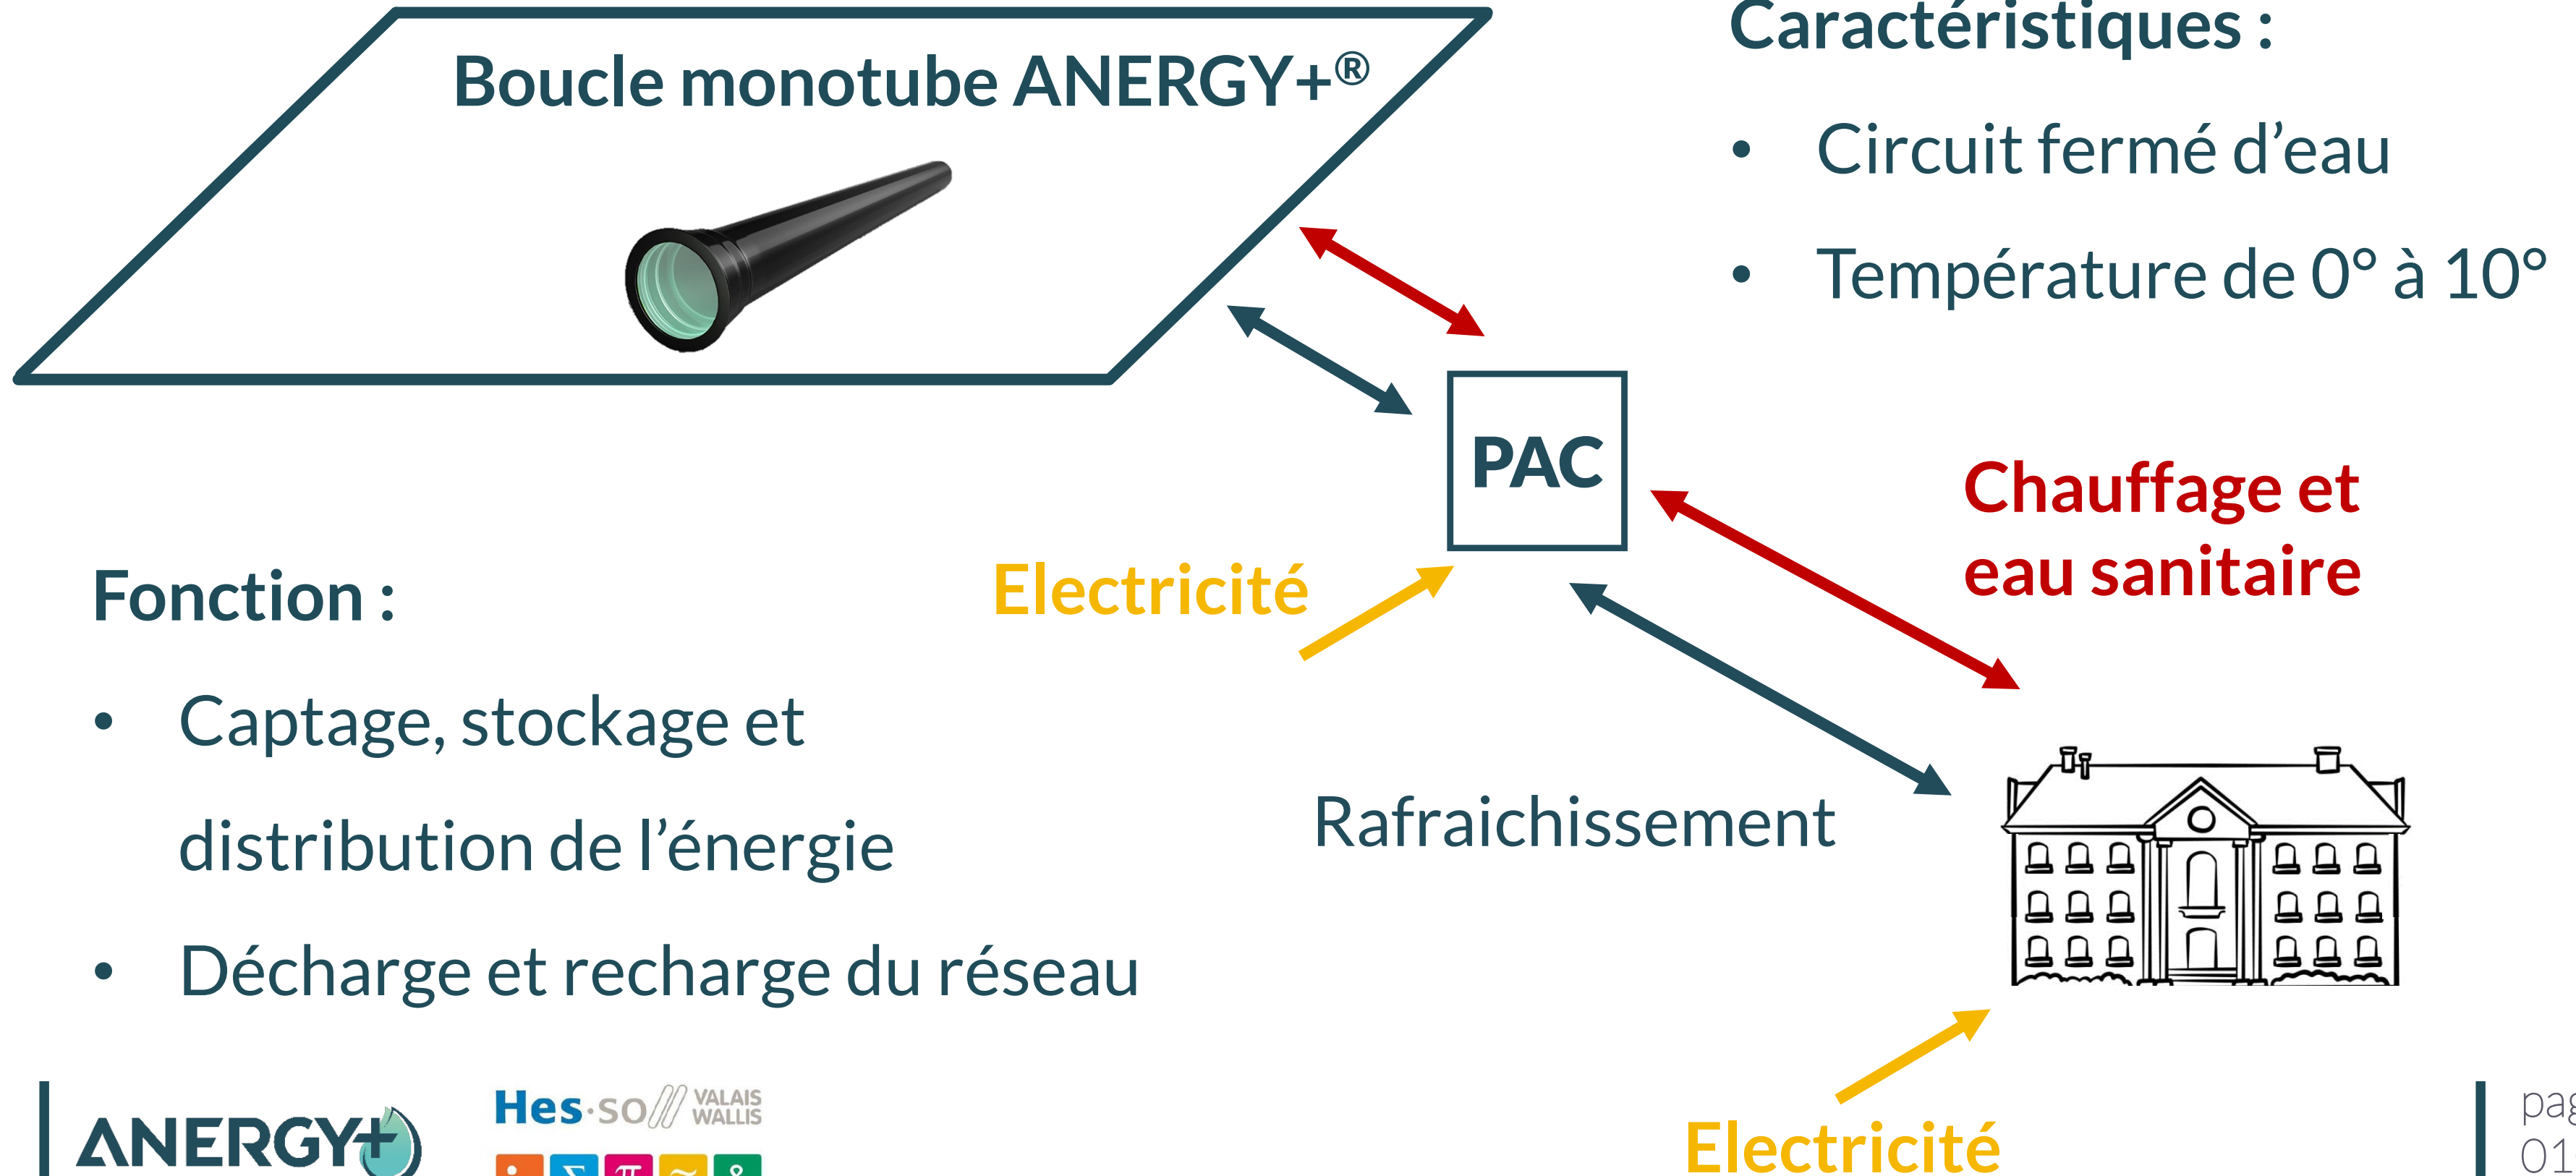 Boucle monotube ANERGY+®
Caractéristiques :
• Circuit fermé d’eau
• Température de 0° à 10°
PAC
Chauffage et
eau sanitaire
Electricité
Fonction :
• Captage, stockage et
distribution de l’énergie
• Décharge et recharge du réseau
Rafraichissement
Electricité
ANERGY+
Hes·so VALAIS
WALLIS
i Σ π ≈ &
01